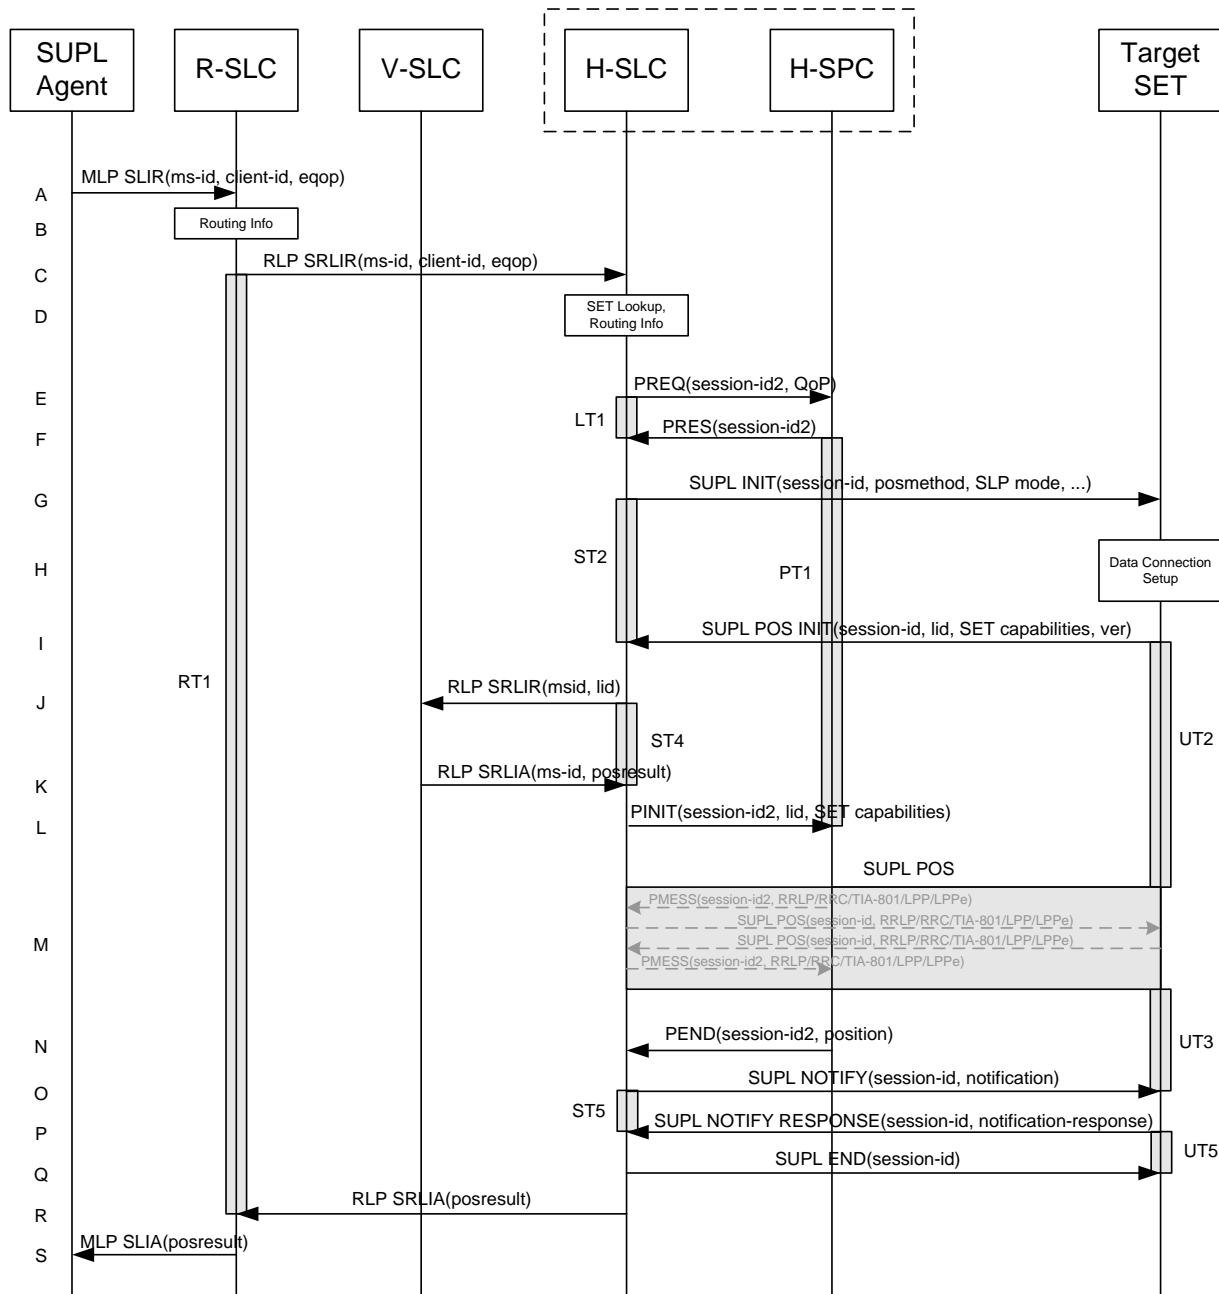 SUPL
Agent
R-SLC
V-SLC
H-SLC
H-SPC
Target
SET
A
MLP SLIR(ms-id, client-id, eqop)
B
Routing Info
C
RLP SRLIR(ms-id, client-id, eqop)
D
SET Lookup,
Routing Info
E
PREQ(session-id2, QoP)
LT1
F
PRES(session-id2)
G
SUPL INIT(session-id, posmethod, SLP mode, ...)
H
ST2
PT1
Data Connection
Setup
I
SUPL POS INIT(session-id, lid, SET capabilities, ver)
RT1
J
RLP SRLIR(msid, lid)
ST4
UT2
K
RLP SRLIA(ms-id, posresult)
L
PINIT(session-id2, lid, SET capabilities)
SUPL POS
PMESS(session-id2, RRLP/RRC/TIA-801/LPP/LPPe)
SUPL POS(session-id, RRLP/RRC/TIA-801/LPP/LPPe)
M
SUPL POS(session-id, RRLP/RRC/TIA-801/LPP/LPPe)
PMESS(session-id2, RRLP/RRC/TIA-801/LPP/LPPe)
N
PEND(session-id2, position)
UT3
O
SUPL NOTIFY(session-id, notification)
ST5
P
SUPL NOTIFY RESPONSE(session-id, notification-response)
UT5
Q
SUPL END(session-id)
R
RLP SRLIA(posresult)
S
MLP SLIA(posresult)